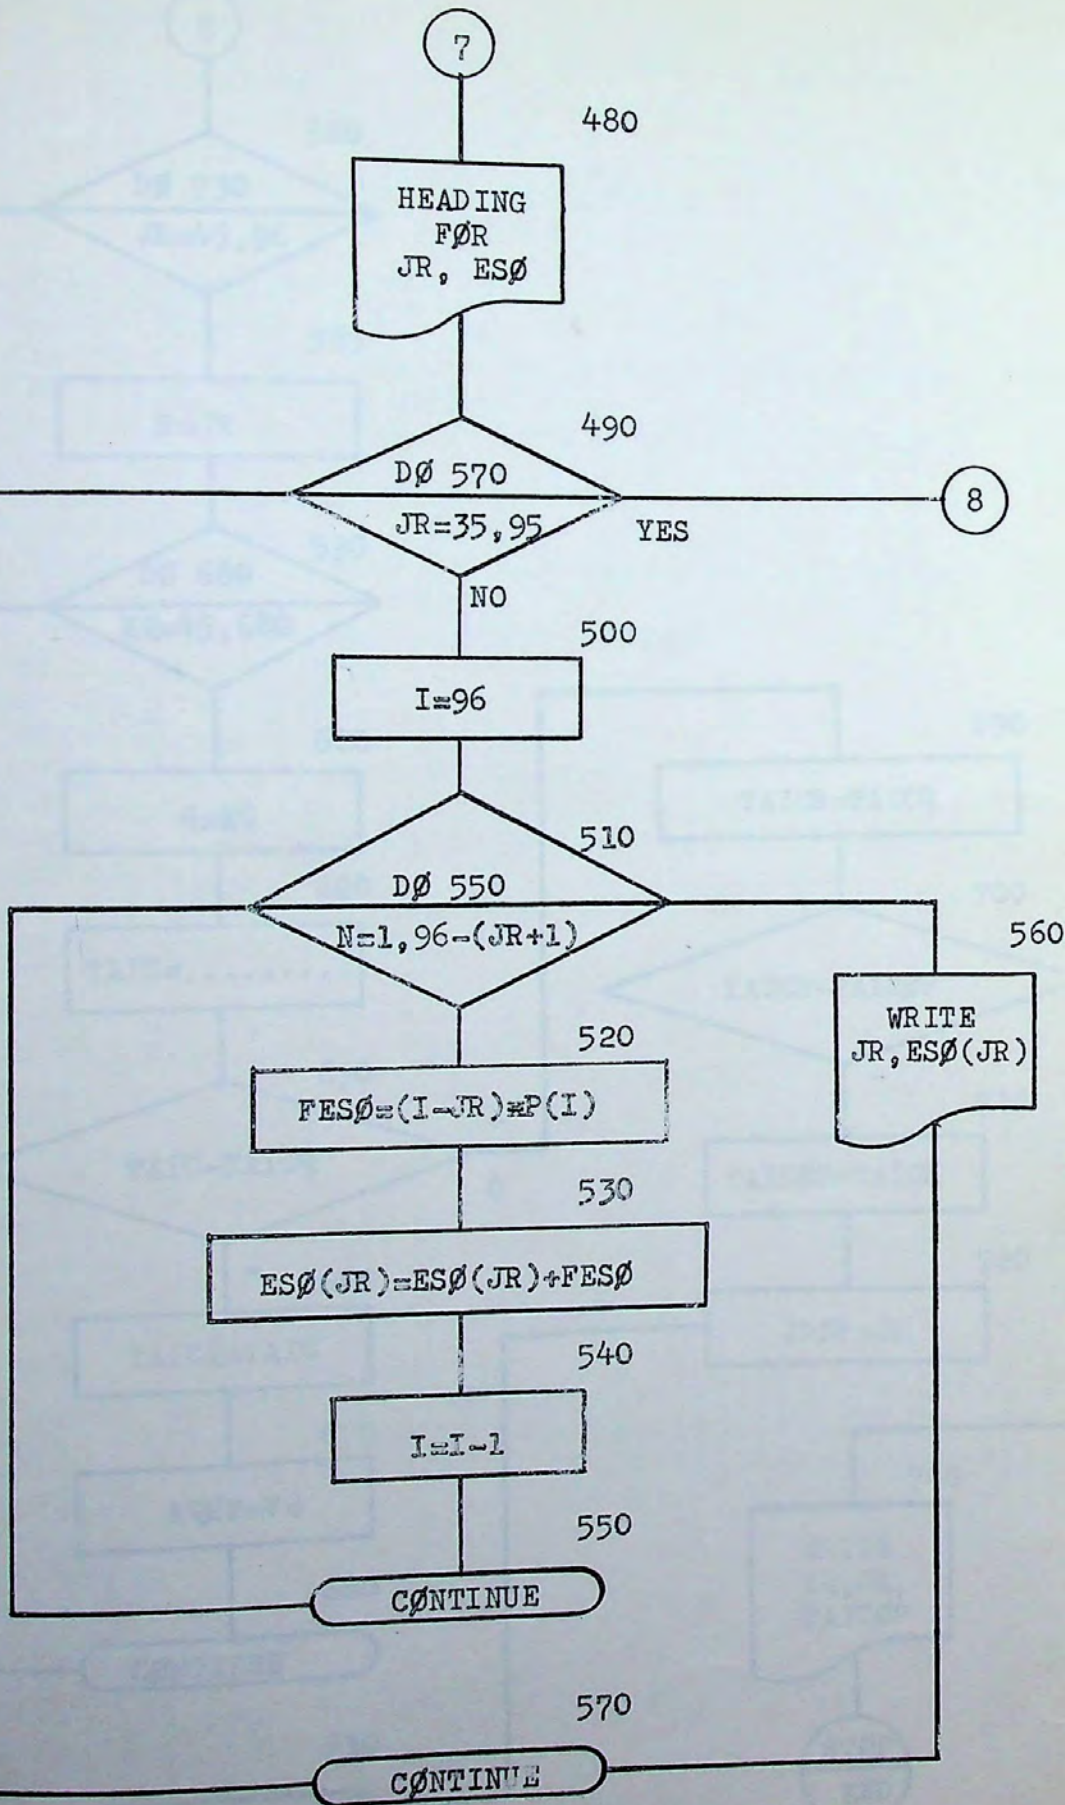 7
480
HEADING
FØR
JR, ESØ
490
DØ 570
JR=35,95
YES
8
NO
500
I=96
510
DØ 550
N=1,96-(JR+1)
560
WRITE
JR,ESØ(JR)
520
FESØ=(I-JR)*P(I)
530
ESØ(JR)=ESØ(JR)+FESØ
540
I=I-1
550
CØNTINUE
570
CØNTINUE